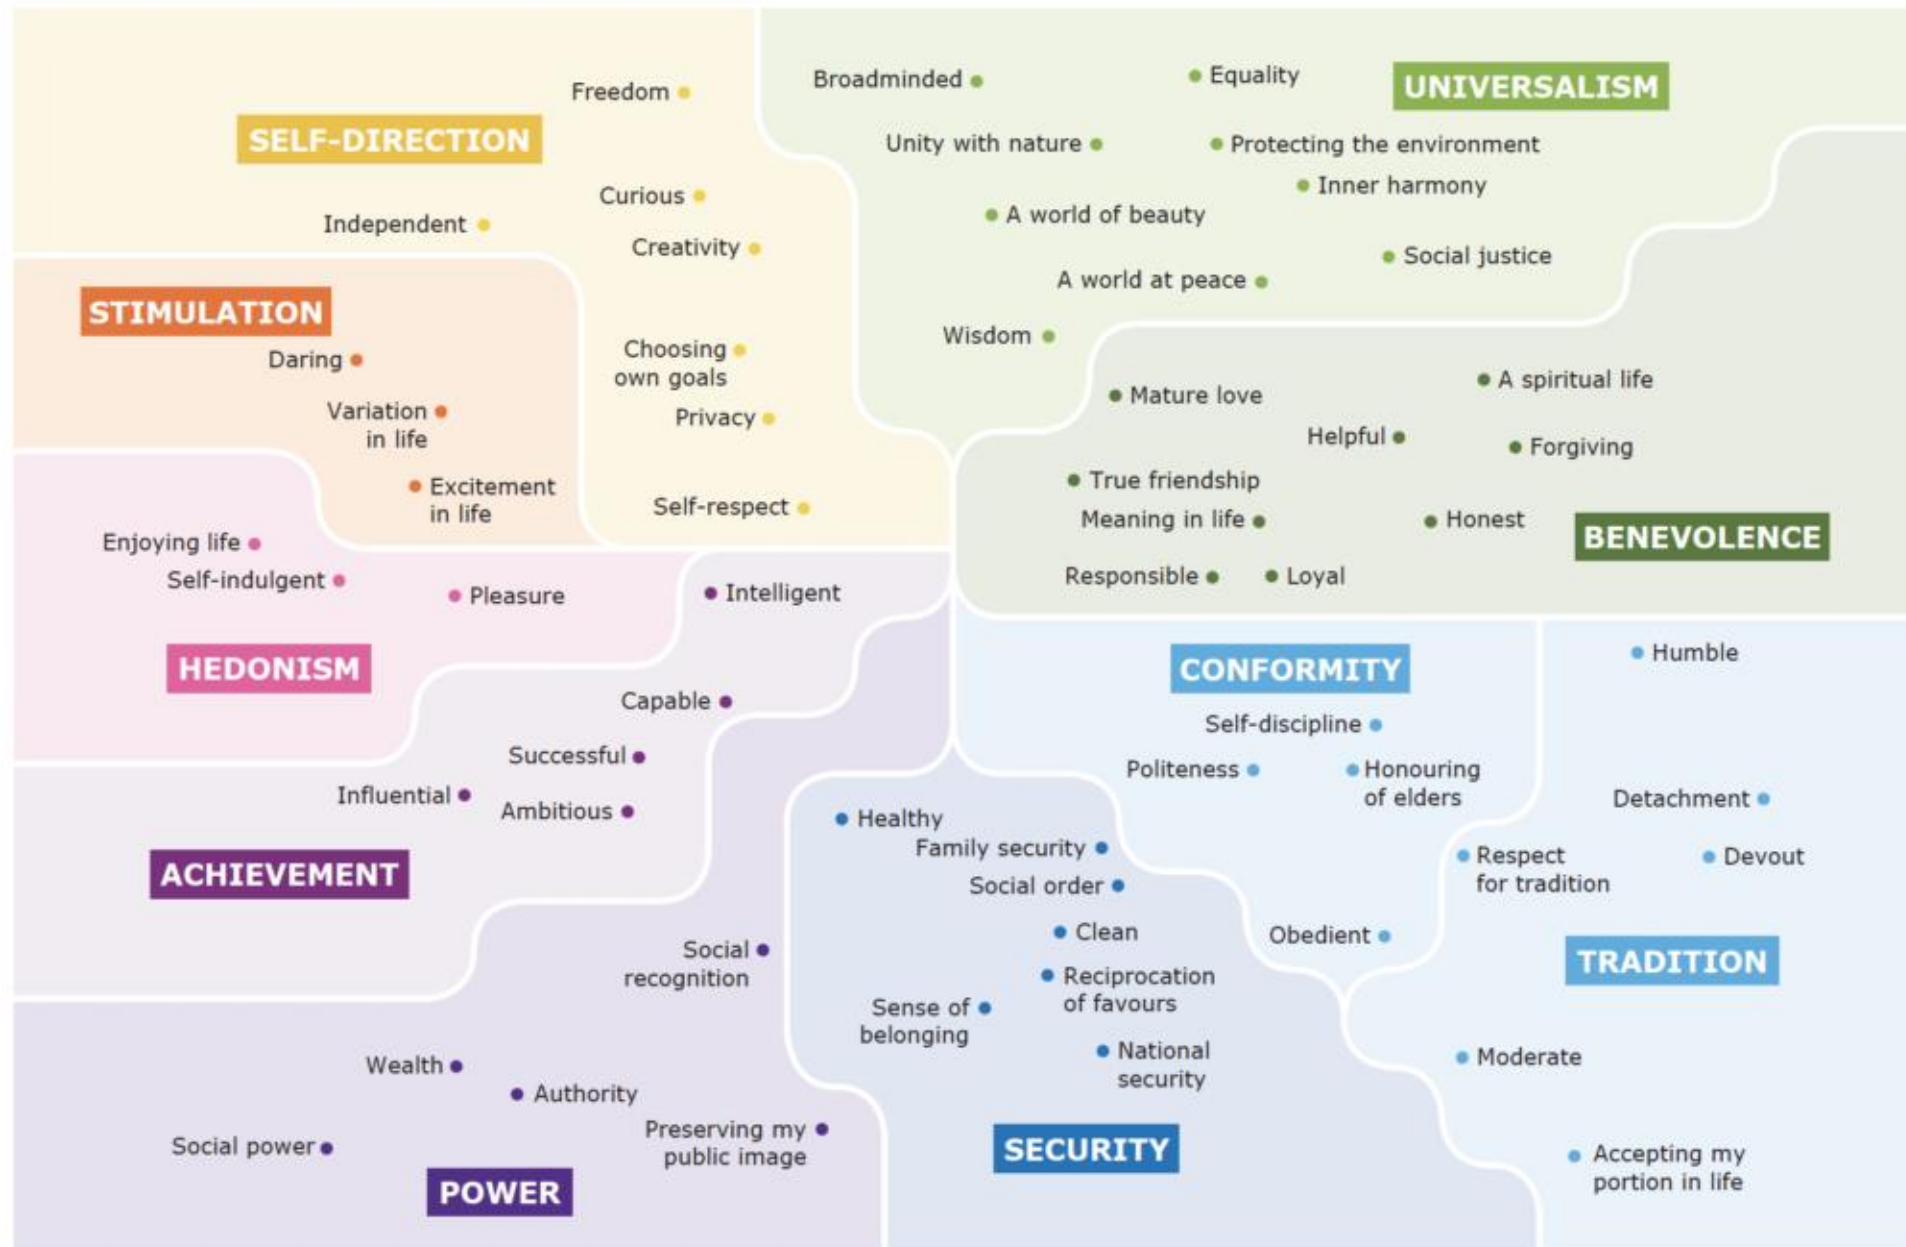 SELF-DIRECTION
Freedom
Curious
Independent
Creativity
Choosing
own goals
Privacy
Self-respect
UNIVERSALISM
Broadminded
Equality
Unity with nature
Protecting the environment
Inner harmony
A world of beauty
Social justice
A world at peace
Wisdom
STIMULATION
Daring
Variation
in life
Excitement
in life
BENEVOLENCE
A spiritual life
Mature love
Helpful
Forgiving
True friendship
Meaning in life
Honest
Responsible
Loyal
HEDONISM
Enjoying life
Self-indulgent
Pleasure
ACHIEVEMENT
Intelligent
Capable
Successful
Influential
Ambitious
CONFORMITY
Self-discipline
Politeness
Honouring
of elders
Obedient
TRADITION
Humble
Detachment
Respect
for tradition
Devout
Moderate
Accepting my
portion in life
POWER
Social
recognition
Wealth
Authority
Preserving my
public image
Social power
SECURITY
Healthy
Family security
Social order
Clean
Reciprocation
of favours
Sense of
belonging
National
security